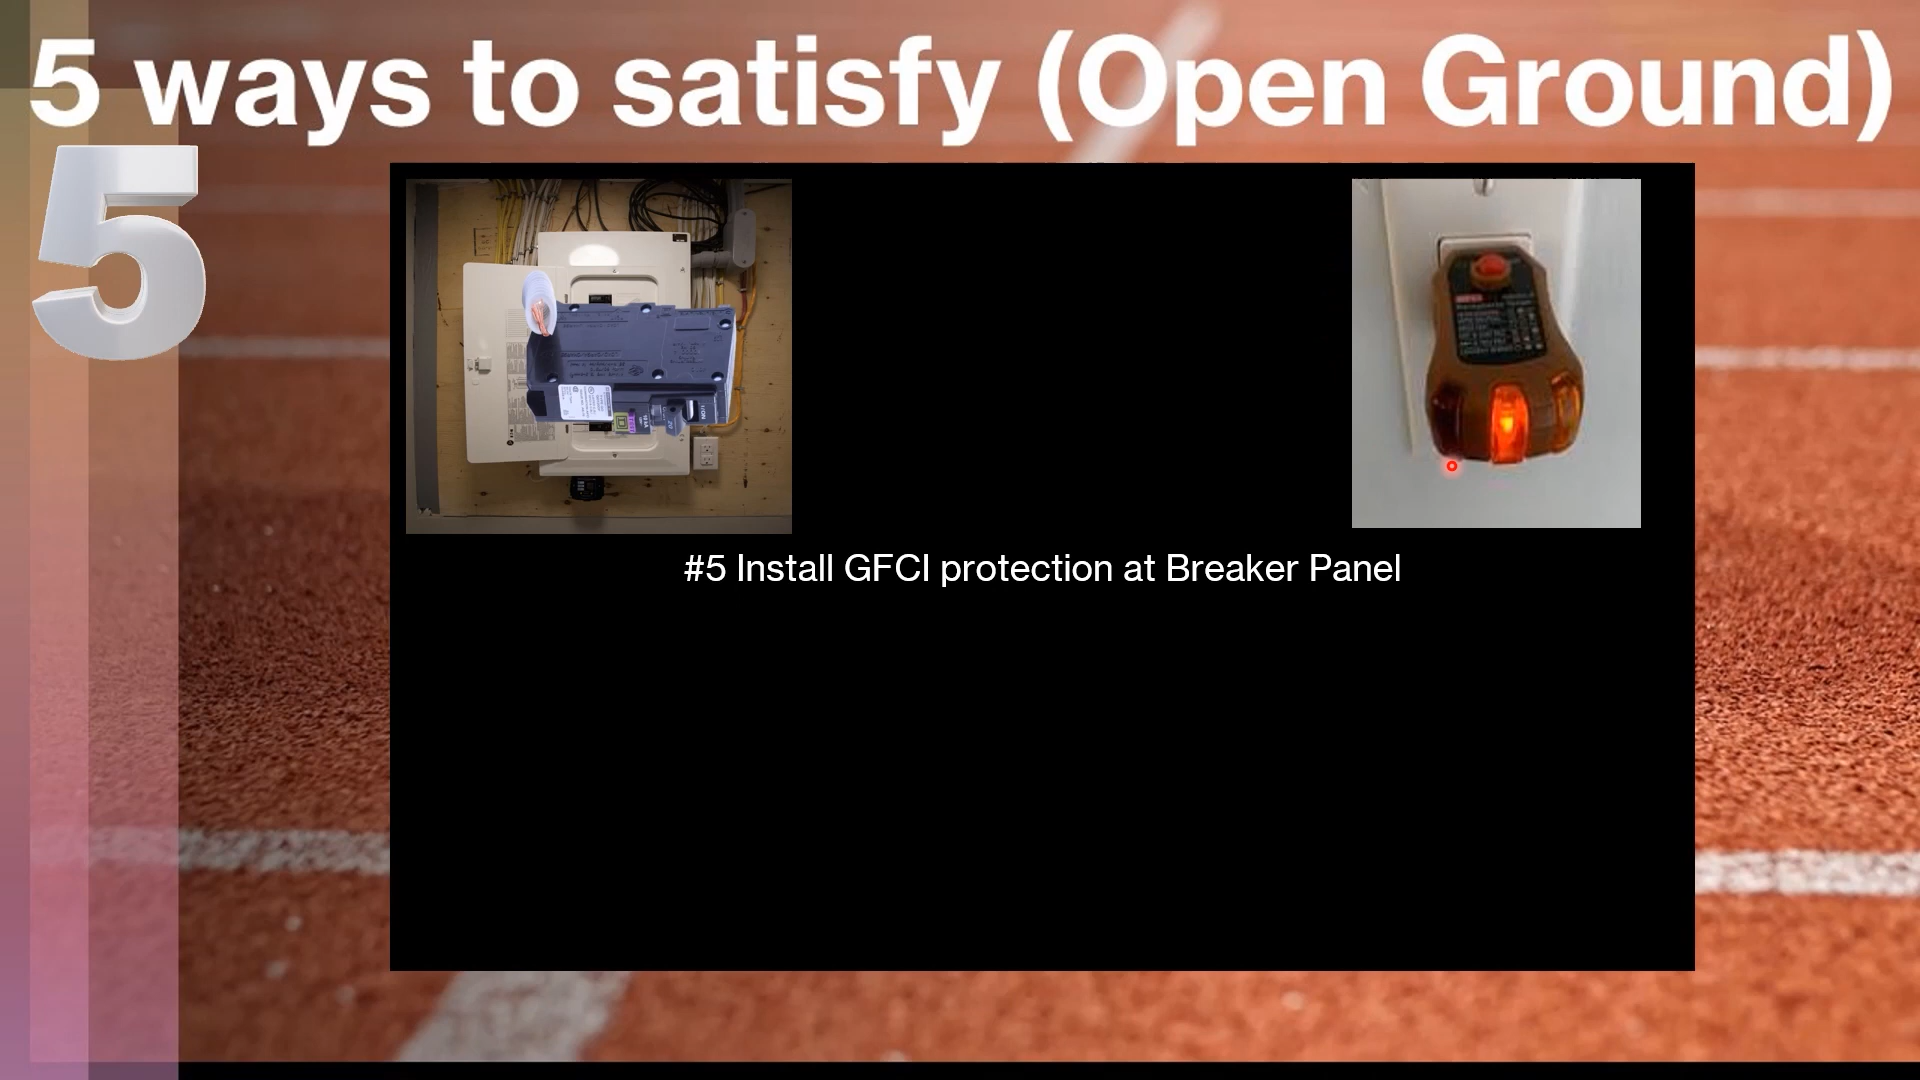 5 ways to satisfy (Open Ground)
5
#5 Install GFCI protection at Breaker Panel